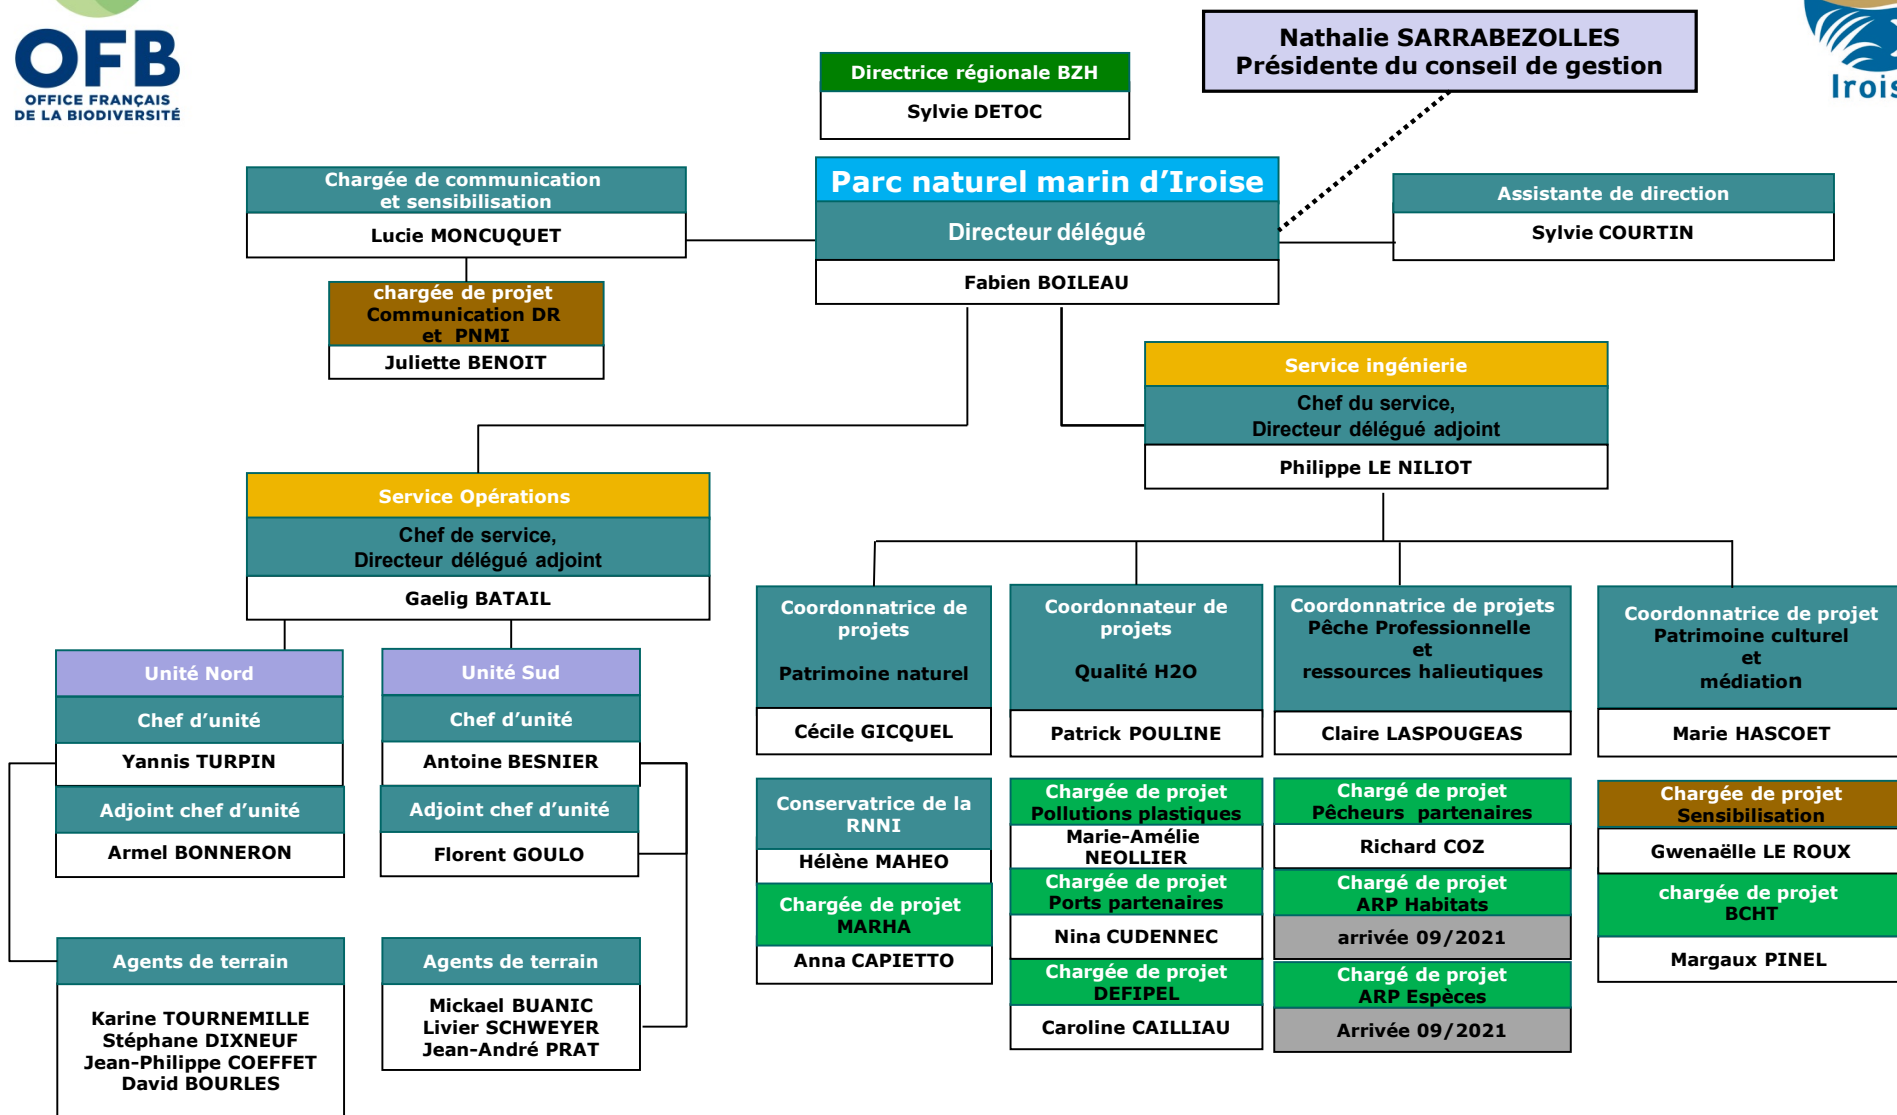 OFB
OFFICE FRANÇAIS
DE LA BIODIVERSITÉ
Directrice régionale BZH
Sylvie DETOC
Nathalie SARRABEZOLLES
Présidente du conseil de gestion
Chargée de communication
et sensibilisation
Lucie MONCUQUET
chargée de projet
Communication DR
et PNMI
Juliette BENOIT
Parc naturel marin d'Iroise
Directeur délégué
Fabien BOILEAU
Assistante de direction
Sylvie COURTIN
Service ingénierie
Chef du service,
Directeur délégué adjoint
Philippe LE NILIOT
Service Opérations
Chef de service,
Directeur délégué adjoint
Gaelig BATAIL
Unité Nord
Chef d'unité
Yannis TURPIN
Adjoint chef d'unité
Armel BONNERON
Agents de terrain
Karine TOURNEMILLE
Stéphane DIXNEUF
Jean-Philippe COEFFET
David BOURLES
Unité Sud
Chef d'unité
Antoine BESNIER
Adjoint chef d'unité
Florent GOULO
Agents de terrain
Mickael BUANIC
Livier SCHWEYER
Jean-André PRAT
Coordonnatrice de
projets
Patrimoine naturel
Cécile GICQUEL
Conservatrice de la
RNNI
Hélène MAHEO
Chargée de projet
MARHA
Anna CAPIETTO
Coordonnateur de
projets
Qualité H2O
Patrick POULINE
Chargée de projet
Pollutions plastiques
Marie-Amélie
NEOLLIER
Chargée de projet
Ports partenaires
Nina CUDENNEC
Chargée de projet
DEFIPEL
Caroline CAILLIAU
Coordonnatrice de projets
Pêche Professionnelle
et
ressources halieutiques
Claire LASPOUGEAS
Chargé de projet
Pêcheurs partenaires
Richard COZ
Chargé de projet
ARP Habitats
arrivée 09/2021
Chargé de projet
ARP Espèces
Arrivée 09/2021
Coordonnatrice de projet
Patrimoine culturel
et
médiation
Marie HASCOET
Chargée de projet
Sensibilisation
Gwenaëlle LE ROUX
chargée de projet
BCHT
Margaux PINEL